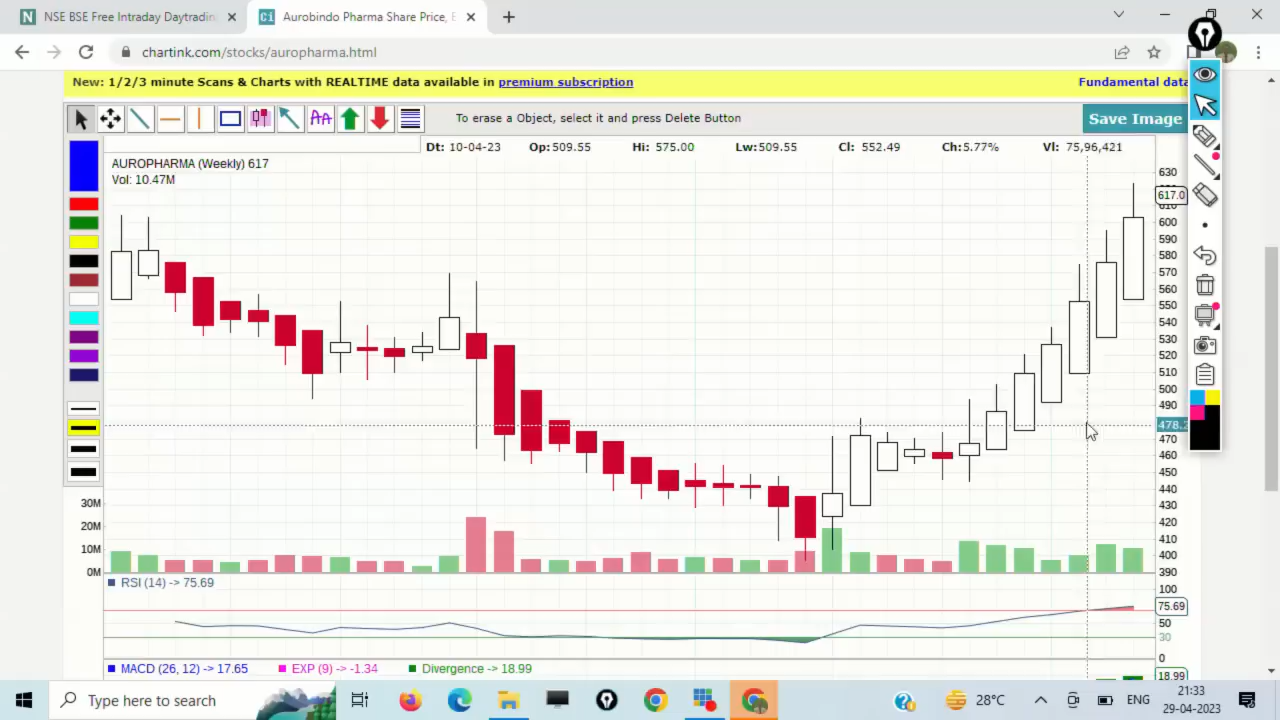 NSE BSE Free Intraday Daytradin
Aurobindo Pharma Share Price, E
chartink.com/stocks/auropharma.html
New: 1/2/3 minute Scans & Charts with REALTIME data available in premium subscription
Fundamental data
To erase a Object, select it and press Delete Button
Save Image
Dt: 10-04-23 Op:509.55 Hi: 575.00 Lw:509.55 Cl: 552.49 Ch:5.77% Vl: 75,96,421
AUROPHARMA (Weekly) 617
Vol: 10.47M
630
617.0
610
600
590
580
570
560
550
540
530
520
510
500
490
478.2
470
460
450
440
430
420
410
400
390
30M
20M
10M
0M
RSI (14) -> 75.69
100
75.69
50
30
0
MACD (26, 12) -> 17.65 EXP (9) -> -1.34 Divergence -> 18.99
18.99
Type here to search
28°C
ENG
21:33
29-04-2023